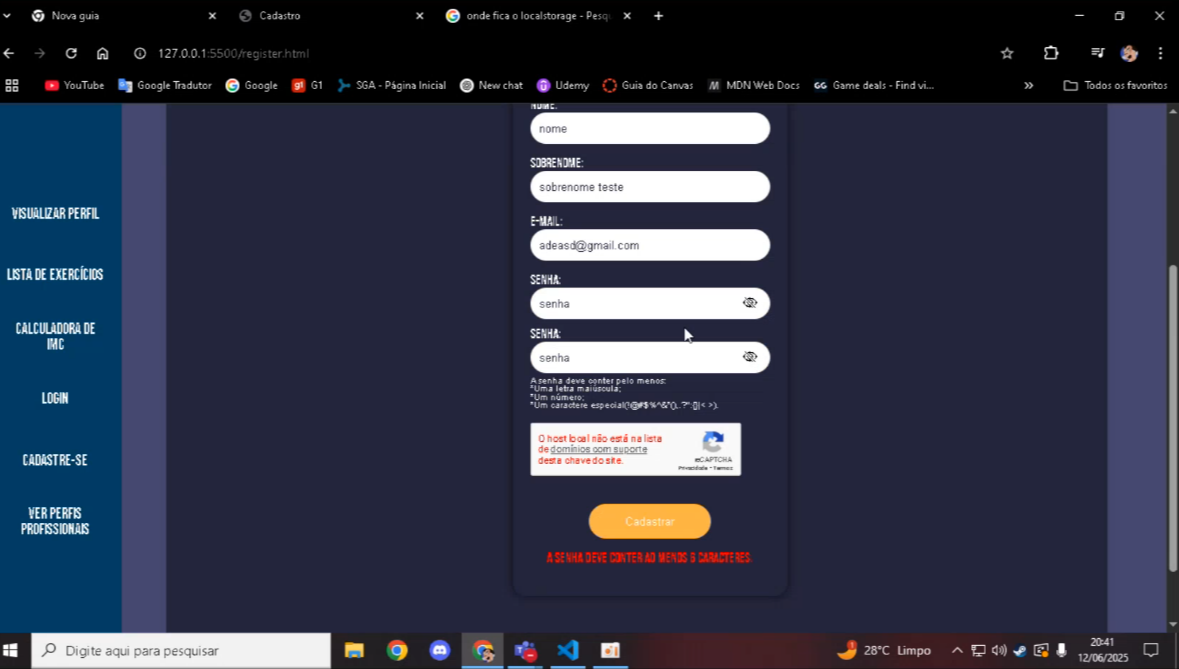 Nova guia
Cadastro
onde fica o localstorage - Pesqu
127.0.0.1:5500/register.html
YouTube
Google Tradutor
Google
G1
SGA - Página Inicial
New chat
Udemy
Guia do Canvas
MDN Web Docs
Game deals - Find vi...
»
Todos os favoritos
VISUALIZAR PERFIL
LISTA DE EXERCÍCIOS
CALCULADORA DE
IMC
LOGIN
CADASTRE-SE
VER PERFIS
PROFISSIONAIS
NOME:
nome
SOBRENOME:
sobrenome teste
E-MAIL:
adeasd@gmail.com
SENHA:
senha
SENHA:
senha
A senha deve conter pelo menos:
*Uma letra maiúscula;
*Um número;
*Um caractere especial(!@#$%^&*(),.?":{}|< >).
O host local não está na lista
de domínios com suporte
desta chave do site.
reCAPTCHA
Privacidade - Termos
Cadastrar
A SENHA DEVE CONTER AO MENOS 6 CARACTERES.
Digite aqui para pesquisar
28°C Limpo
20:41
12/06/2025